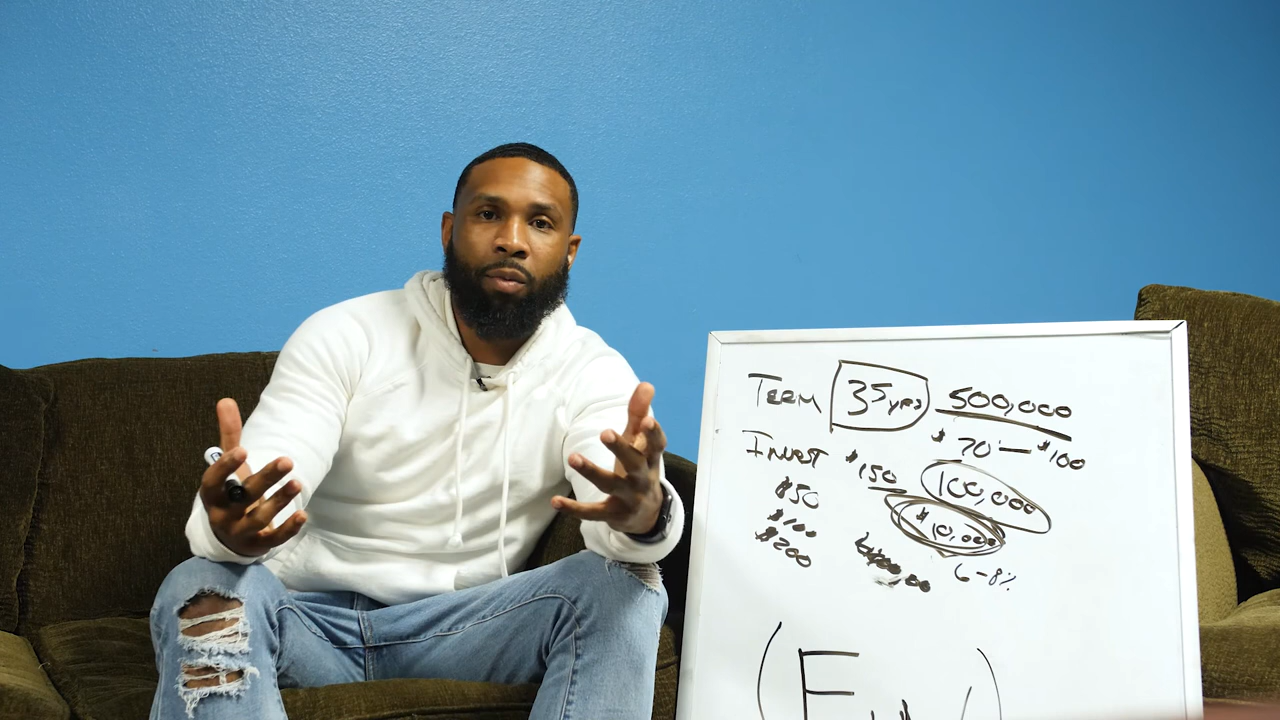 Term 35yrs 500,000
$70 — $100
Invest $150 100,000
$50 $10,000
$100
$200 6-8%